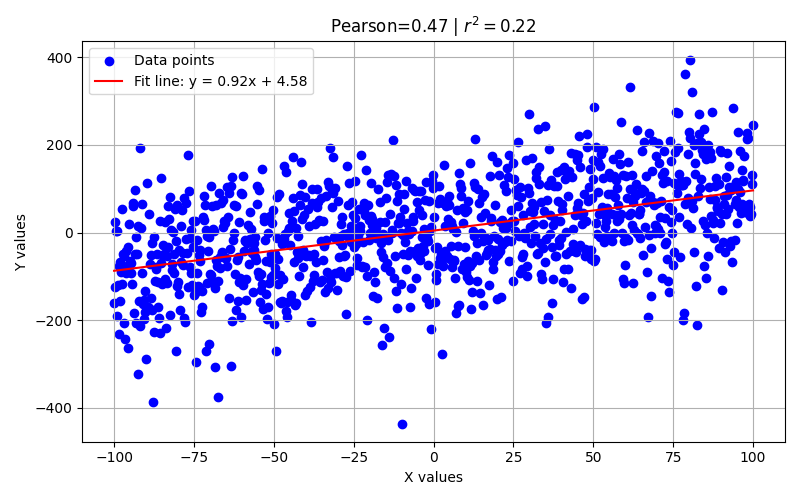 Pearson=0.47 | r² = 0.22
Data points
Fit line: y = 0.92x + 4.58
Y values
400
200
0
−200
−400
−100 −75 −50 −25 0 25 50 75 100
X values